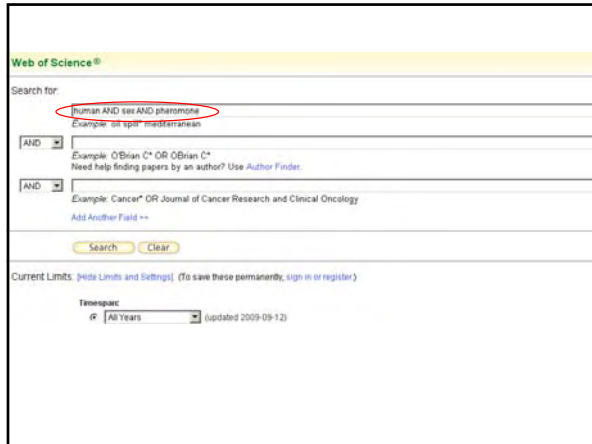 Web of Science®
Search for:
human AND sex AND pheromone
Example: oil spill* mediterranean
AND
Example: O'Brian C* OR OBrian C*
Need help finding papers by an author? Use Author Finder.
AND
Example: Cancer* OR Journal of Cancer Research and Clinical Oncology
Add Another Field >>
Search Clear
Current Limits: [Hide Limits and Settings] (To save these permanently, sign in or register.)
Timespan:
All Years (updated 2009-09-12)